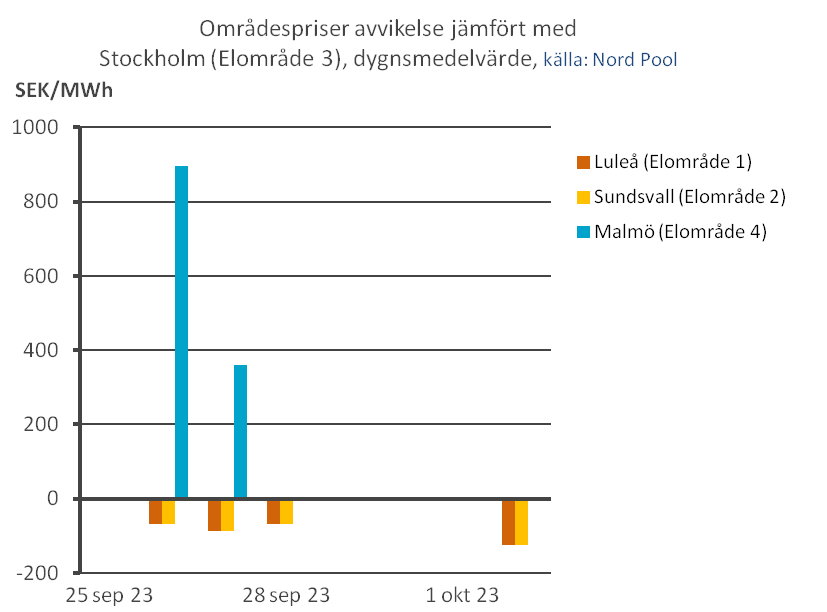 Områdespriser avvikelse jämfört med
Stockholm (Elområde 3), dygnsmedelvärde, källa: Nord Pool
SEK/MWh
1000
800
600
400
200
0
-200
25 sep 23
28 sep 23
1 okt 23
Luleå (Elområde 1)
Sundsvall (Elområde 2)
Malmö (Elområde 4)